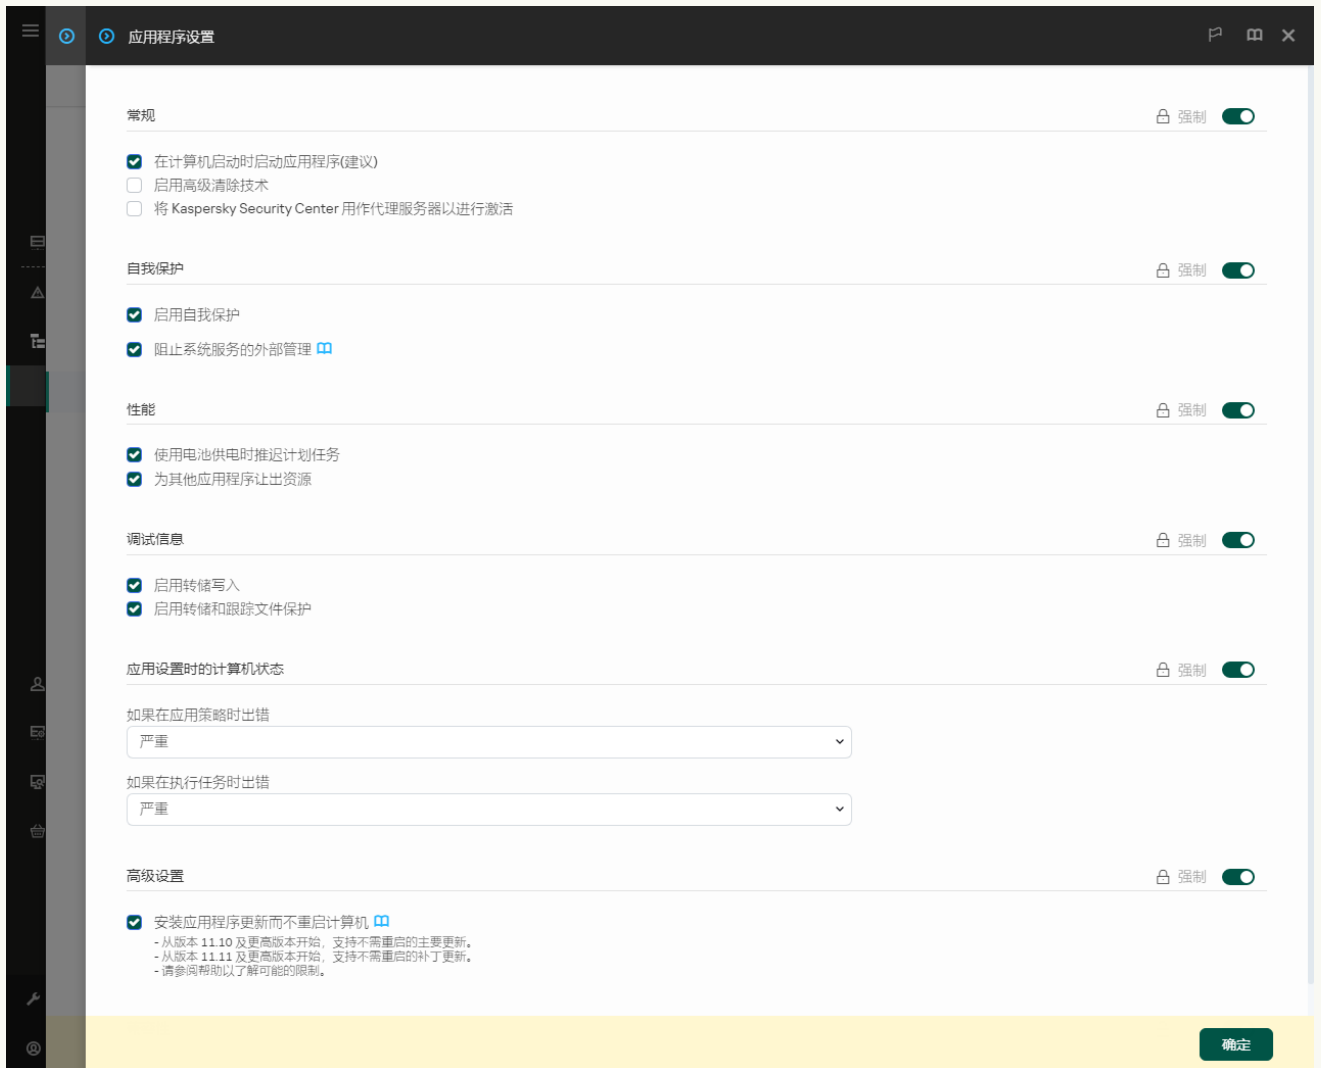 应用程序设置
常规
强制
在计算机启动时启动应用程序(建议)
启用高级清除技术
将 Kaspersky Security Center 用作代理服务器以进行激活
自我保护
强制
启用自我保护
阻止系统服务的外部管理
性能
强制
使用电池供电时推迟计划任务
为其他应用程序让出资源
调试信息
强制
启用转储写入
启用转储和跟踪文件保护
应用设置时的计算机状态
强制
如果在应用策略时出错
严重
如果在执行任务时出错
严重
高级设置
强制
安装应用程序更新而不重启计算机
- 从版本 11.10 及更高版本开始，支持不需重启的主要更新。
- 从版本 11.11 及更高版本开始，支持不需重启的补丁更新。
- 请参阅帮助以了解可能的限制。
确定